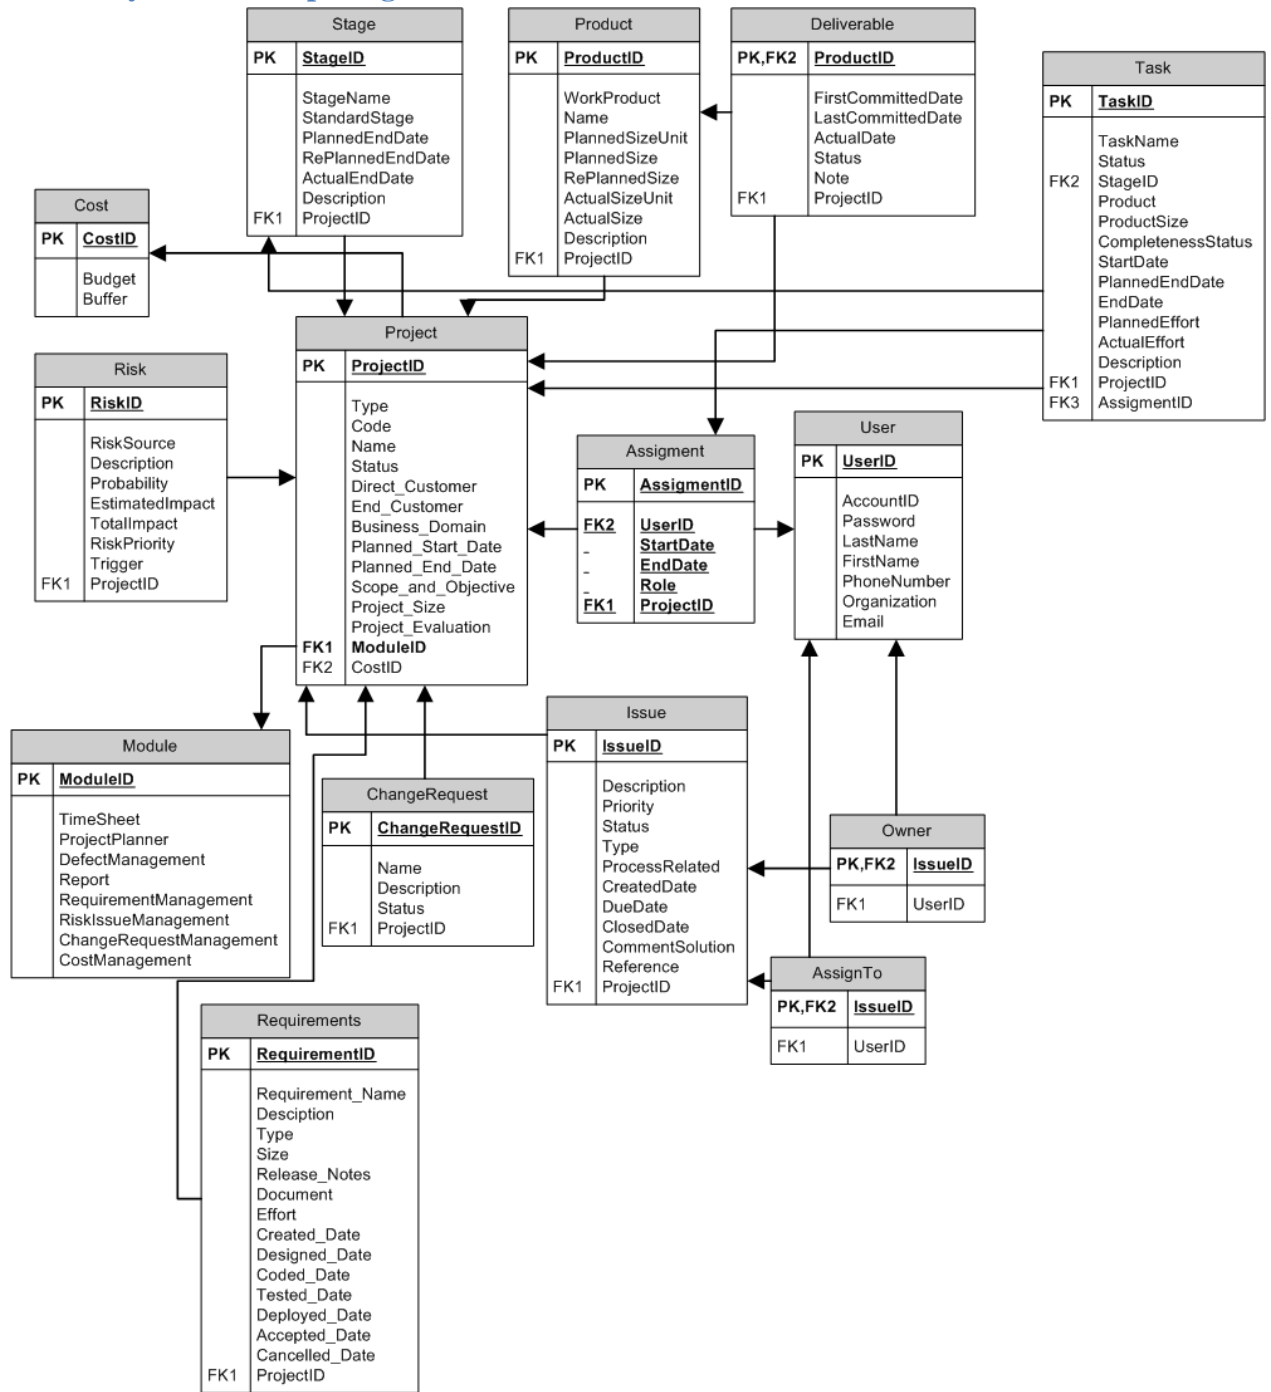 Stage
PK StageID
StageName
StandardStage
PlannedEndDate
RePlannedEndDate
ActualEndDate
Description
FK1 ProjectID
Product
PK ProductID
WorkProduct
Name
PlannedSizeUnit
PlannedSize
RePlannedSize
ActualSizeUnit
ActualSize
Description
FK1 ProjectID
Deliverable
PK,FK2 ProductID
FirstCommittedDate
LastCommittedDate
ActualDate
Status
Note
FK1 ProjectID
Task
PK TaskID
TaskName
Status
FK2 StageID
Product
ProductSize
CompletenessStatus
StartDate
PlannedEndDate
EndDate
PlannedEffort
ActualEffort
Description
FK1 ProjectID
FK3 AssigmentID
Cost
PK CostID
Budget
Buffer
Project
PK ProjectID
Type
Code
Name
Status
Direct_Customer
End_Customer
Business_Domain
Planned_Start_Date
Planned_End_Date
Scope_and_Objective
Project_Size
Project_Evaluation
FK1 ModuleID
FK2 CostID
Risk
PK RiskID
RiskSource
Description
Probability
EstimatedImpact
TotalImpact
RiskPriority
Trigger
FK1 ProjectID
Assigment
PK AssigmentID
FK2 UserID
StartDate
EndDate
Role
FK1 ProjectID
User
PK UserID
AccountID
Password
LastName
FirstName
PhoneNumber
Organization
Email
Module
PK ModuleID
TimeSheet
ProjectPlanner
DefectManagement
Report
RequirementManagement
RiskIssueManagement
ChangeRequestManagement
CostManagement
ChangeRequest
PK ChangeRequestID
Name
Description
Status
FK1 ProjectID
Issue
PK IssueID
Description
Priority
Status
Type
ProcessRelated
CreatedDate
DueDate
ClosedDate
CommentSolution
Reference
FK1 ProjectID
Owner
PK,FK2 IssueID
FK1 UserID
AssignTo
PK,FK2 IssueID
FK1 UserID
Requirements
PK RequirementID
Requirement_Name
Desciption
Type
Size
Release_Notes
Document
Effort
Created_Date
Designed_Date
Coded_Date
Tested_Date
Deployed_Date
Accepted_Date
Cancelled_Date
FK1 ProjectID